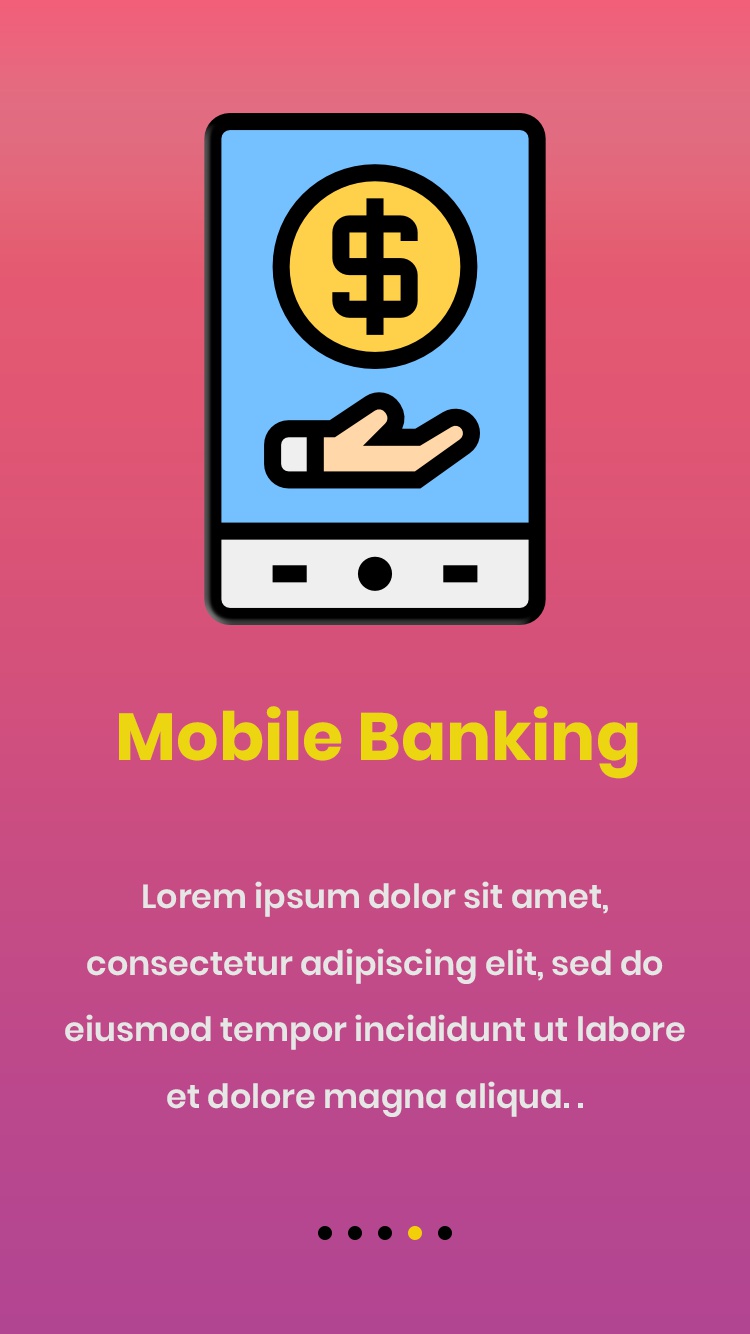 $
Mobile Banking
Lorem ipsum dolor sit amet,
consectetur adipiscing elit, sed do
eiusmod tempor incididunt ut labore
et dolore magna aliqua. .